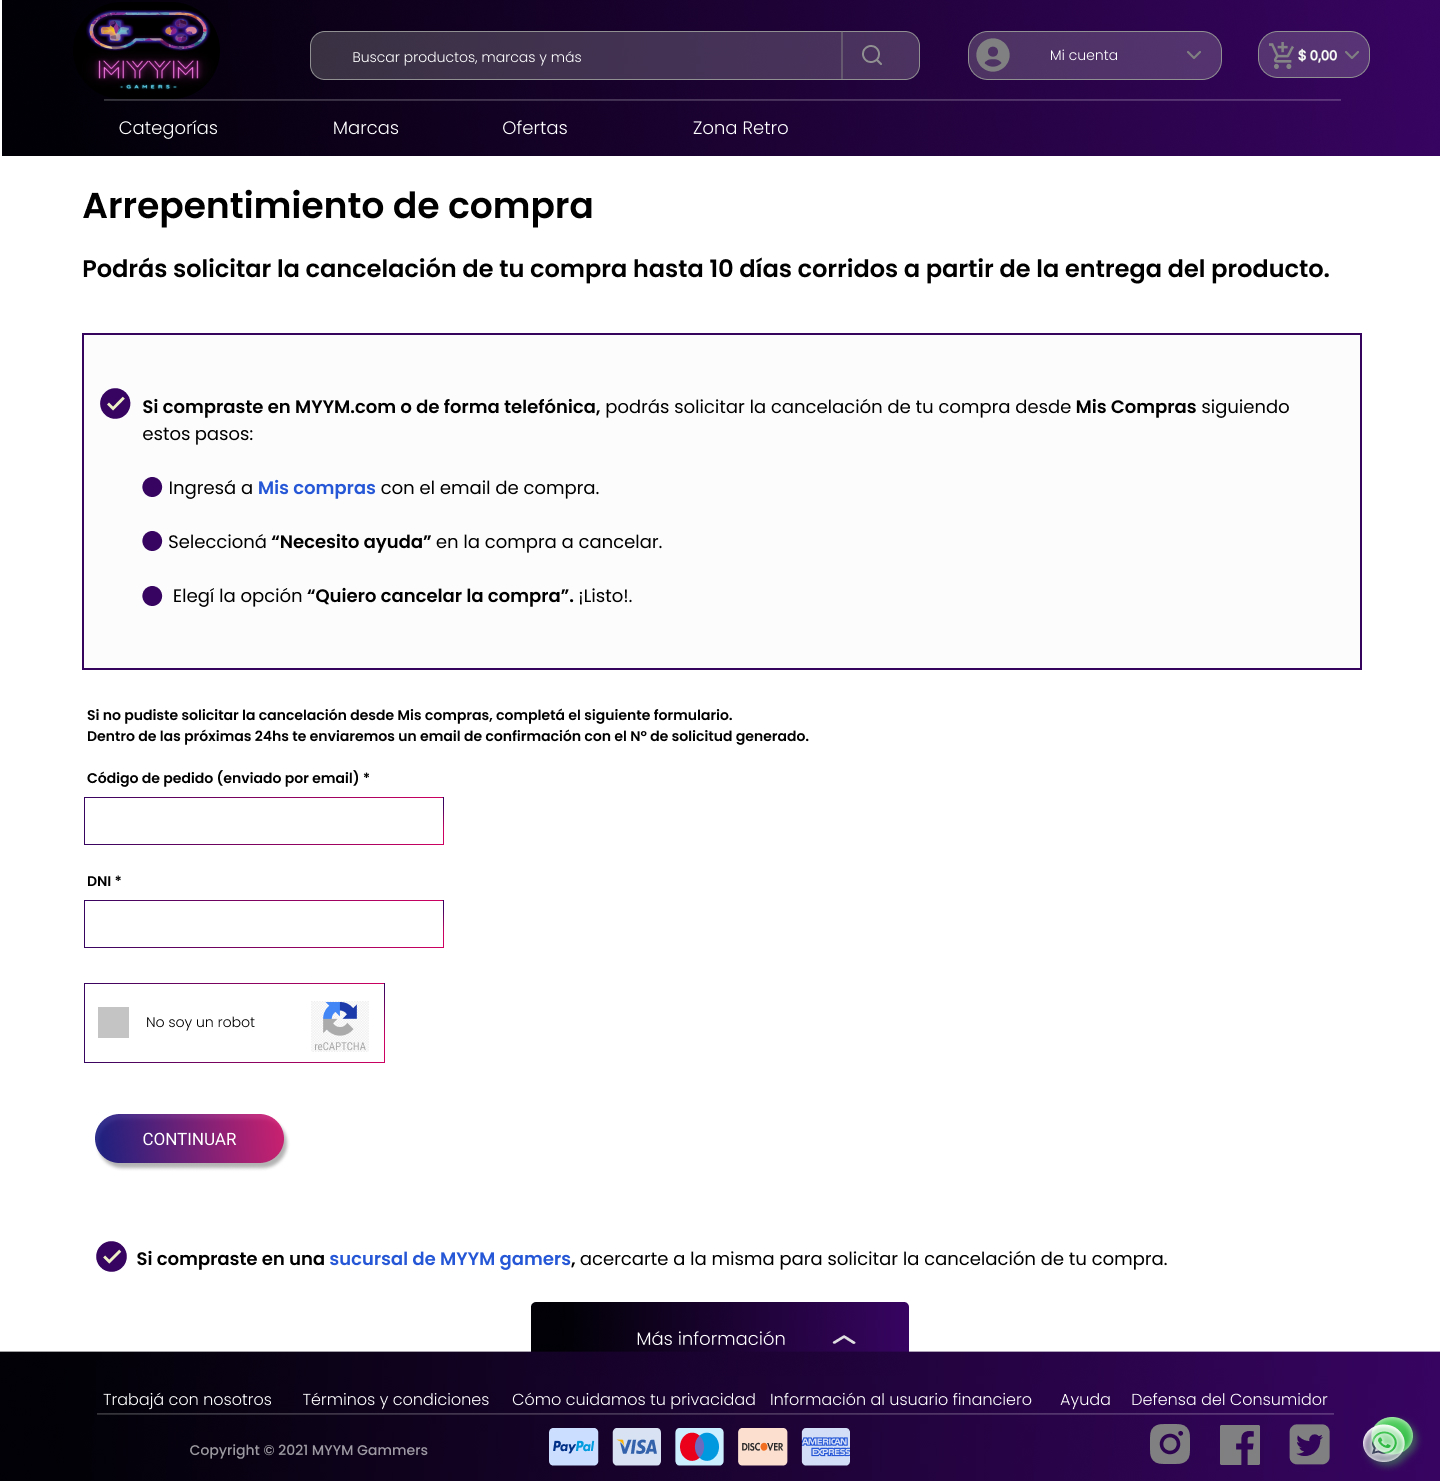 MYYM
-GAMERS-
Buscar productos, marcas y más
Mi cuenta
$ 0,00
Categorías
Marcas
Ofertas
Zona Retro
Arrepentimiento de compra
Podrás solicitar la cancelación de tu compra hasta 10 días corridos a partir de la entrega del producto.
Si compraste en MYYM.com o de forma telefónica, podrás solicitar la cancelación de tu compra desde Mis Compras siguiendo
estos pasos:
Ingresá a Mis compras con el email de compra.
Seleccioná “Necesito ayuda” en la compra a cancelar.
Elegí la opción “Quiero cancelar la compra”. ¡Listo!.
Si no pudiste solicitar la cancelación desde Mis compras, completá el siguiente formulario.
Dentro de las próximas 24hs te enviaremos un email de confirmación con el Nº de solicitud generado.
Código de pedido (enviado por email) *
DNI *
No soy un robot
reCAPTCHA
CONTINUAR
Si compraste en una sucursal de MYYM gamers, acercarte a la misma para solicitar la cancelación de tu compra.
Más información
Trabajá con nosotros
Términos y condiciones
Cómo cuidamos tu privacidad
Información al usuario financiero
Ayuda
Defensa del Consumidor
Copyright © 2021 MYYM Gammers
PayPal
VISA
DISCOVER
AMERICAN
EXPRESS